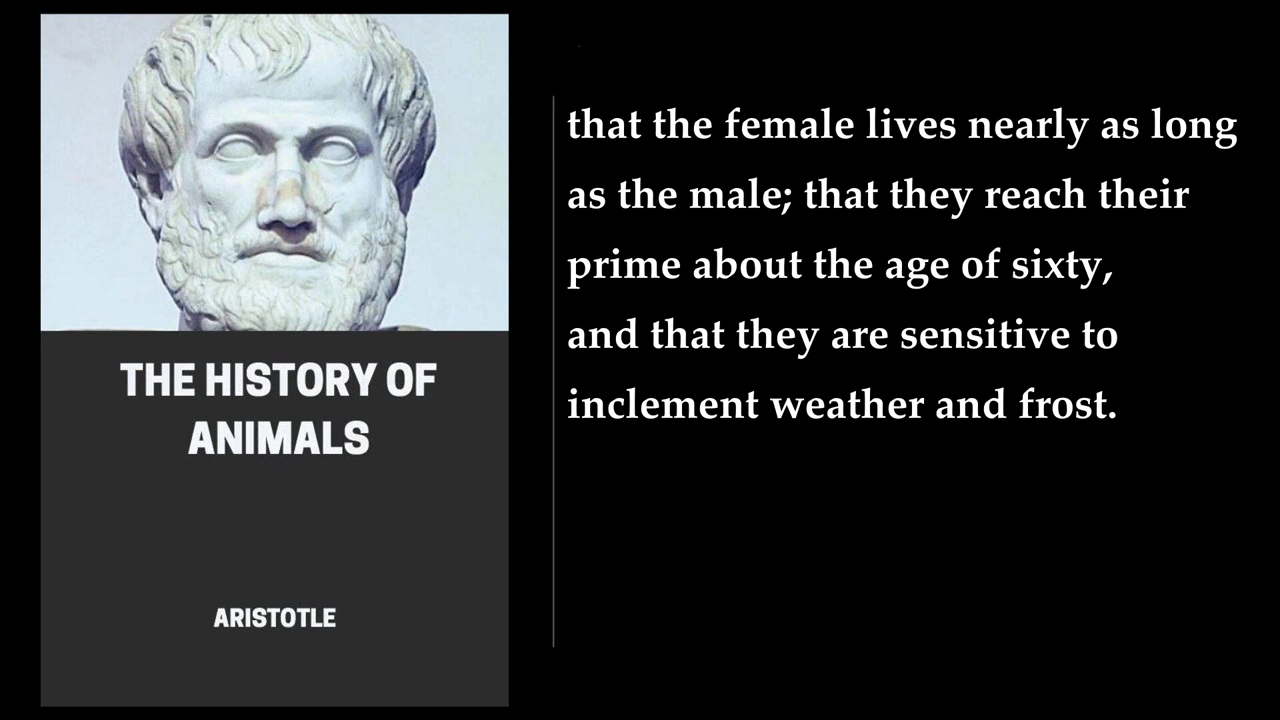 THE HISTORY OF
ANIMALS
ARISTOTLE
that the female lives nearly as long
as the male; that they reach their
prime about the age of sixty,
and that they are sensitive to
inclement weather and frost.